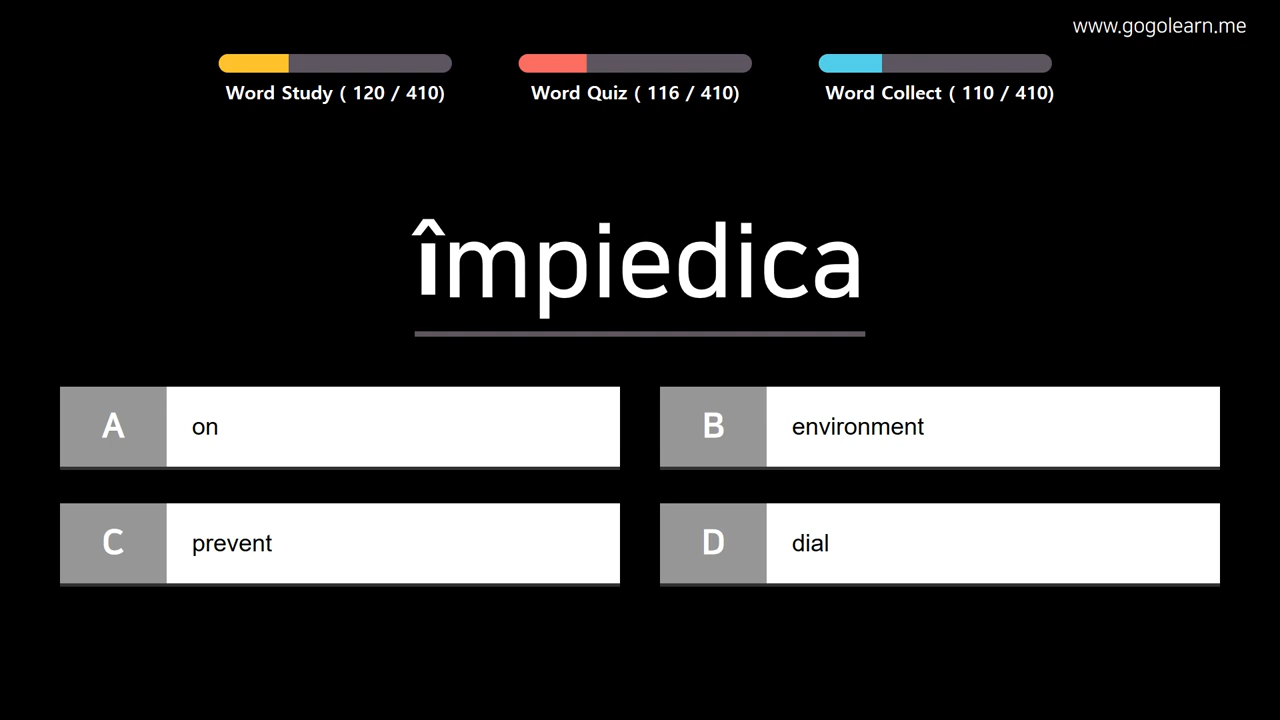 www.gogolearn.me
Word Study ( 120 / 410)
Word Quiz ( 116 / 410)
Word Collect ( 110 / 410)
împiedica
A on
B environment
C prevent
D dial